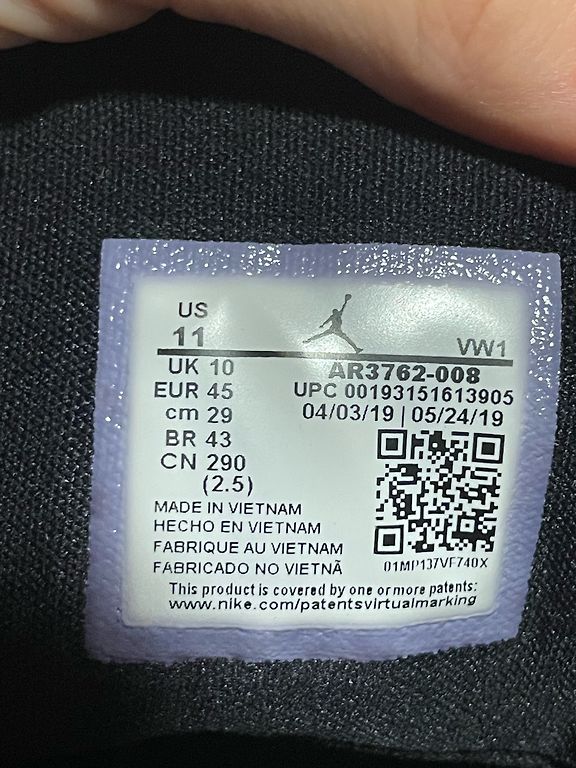 US
11
VW1
UK 10
AR3762-008
EUR 45
UPC 00193151613905
cm 29
04/03/19 | 05/24/19
BR 43
CN 290
(2.5)
MADE IN VIETNAM
HECHO EN VIETNAM
FABRIQUE AU VIETNAM
FABRICADO NO VIETNÃ
01MP137VF740X
This product is covered by one or more patents:
www.nike.com/patentsvirtualmarking